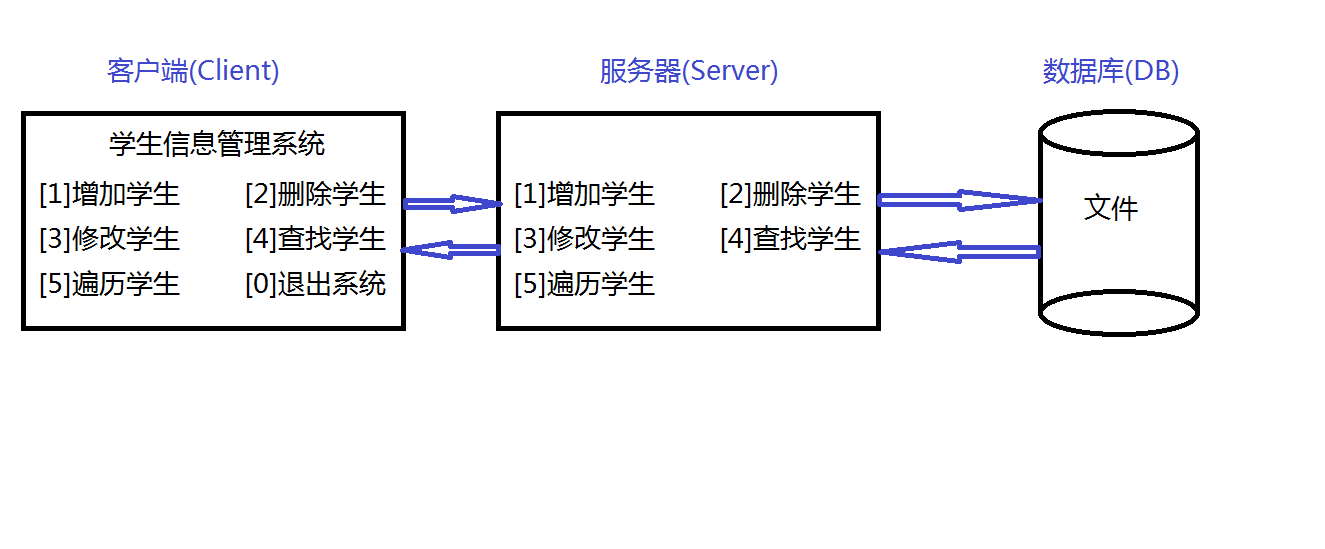 客户端(Client)
服务器(Server)
数据库(DB)
学生信息管理系统
[1]增加学生 [2]删除学生
[3]修改学生 [4]查找学生
[5]遍历学生 [0]退出系统
[1]增加学生 [2]删除学生
[3]修改学生 [4]查找学生
[5]遍历学生
文件